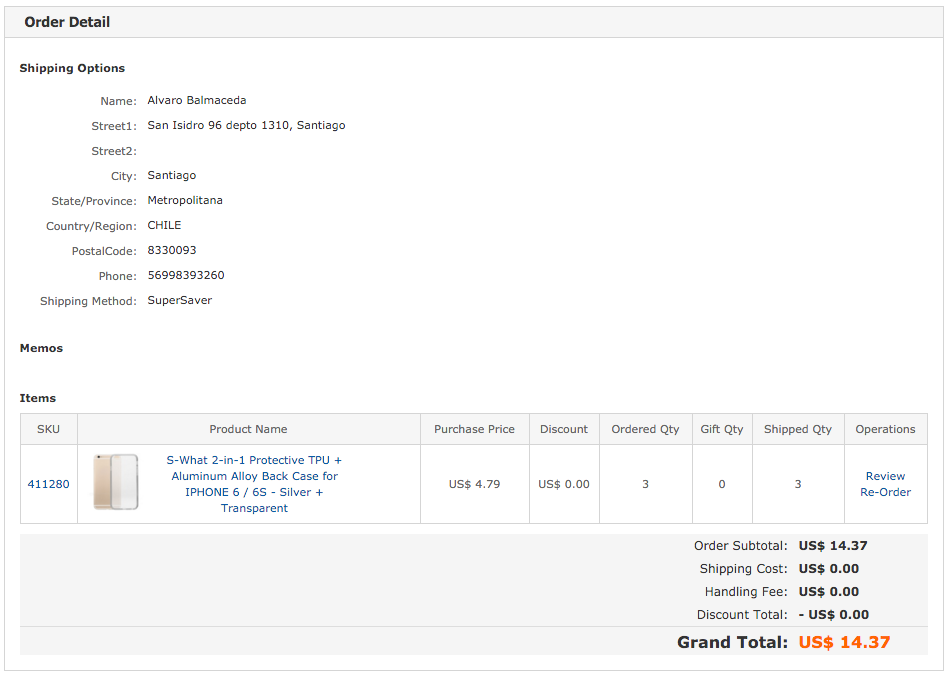 Order Detail
Shipping Options
Name: Alvaro Balmaceda
Street1: San Isidro 96 depto 1310, Santiago
Street2:
City: Santiago
State/Province: Metropolitana
Country/Region: CHILE
PostalCode: 8330093
Phone: 56998393260
Shipping Method: SuperSaver
Memos
Items
SKU Product Name Purchase Price Discount Ordered Qty Gift Qty Shipped Qty Operations
411280 S-What 2-in-1 Protective TPU + US$ 4.79 US$ 0.00 3 0 3 Review
Aluminum Alloy Back Case for Re-Order
IPHONE 6 / 6S - Silver +
Transparent
Order Subtotal: US$ 14.37
Shipping Cost: US$ 0.00
Handling Fee: US$ 0.00
Discount Total: - US$ 0.00
Grand Total: US$ 14.37